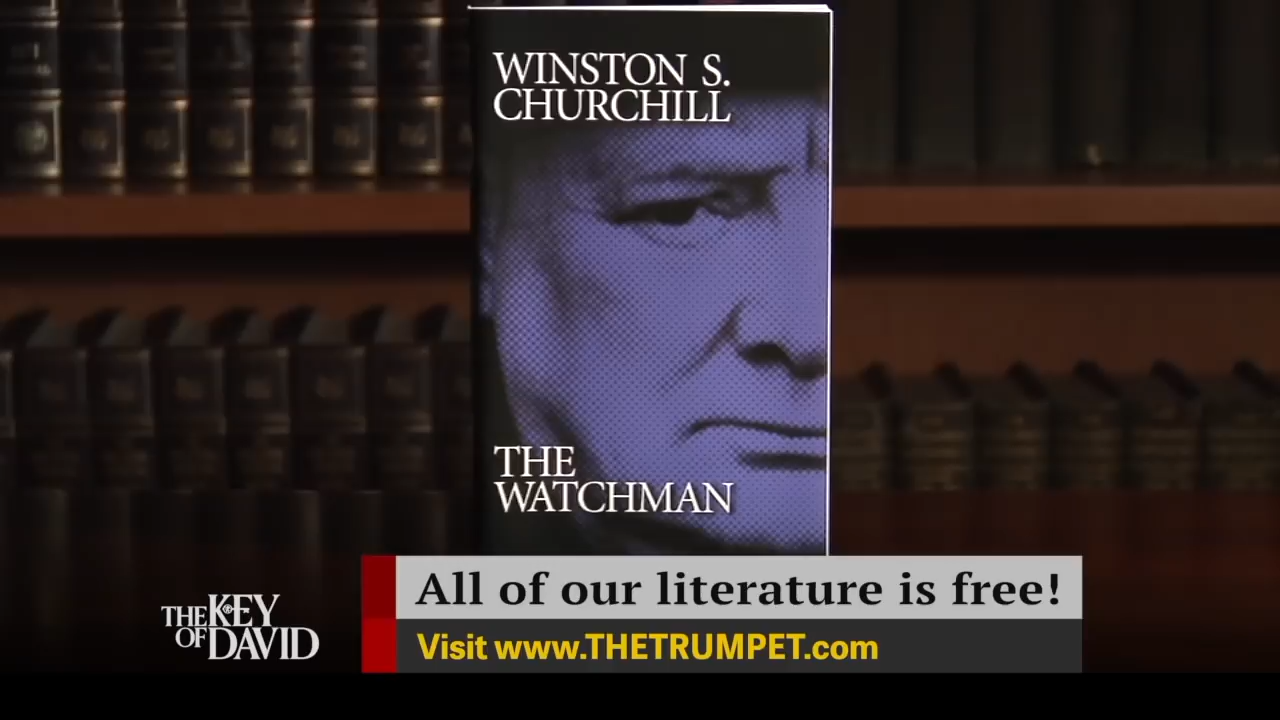 WINSTON S.
CHURCHILL
THE
WATCHMAN
All of our literature is free!
THE KEY
OF DAVID
Visit www.THETRUMPET.com